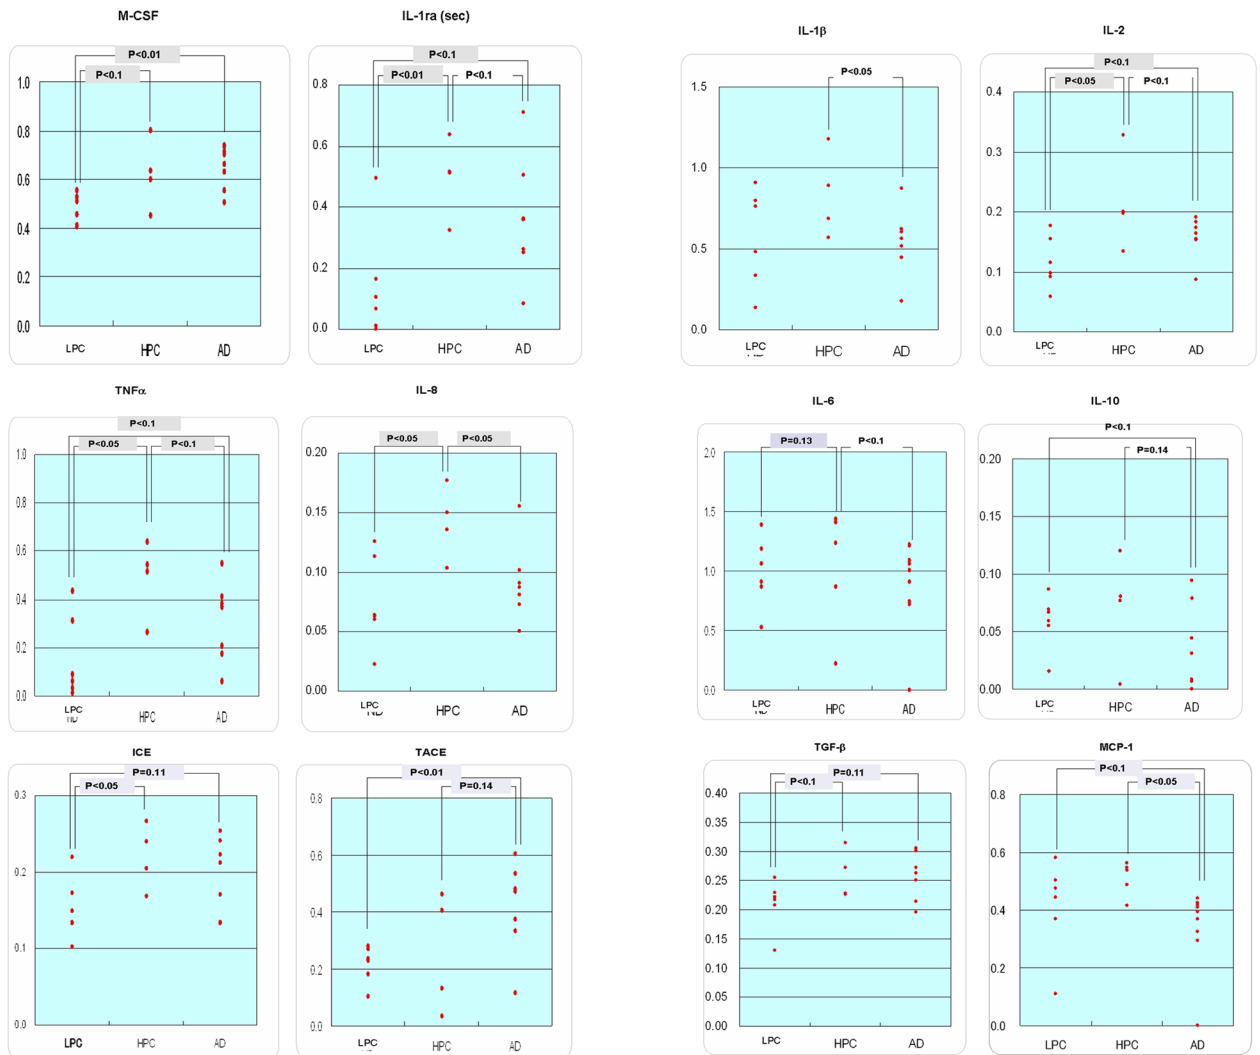 M-CSF
P<0.01
P<0.1
1.0
0.8
0.6
0.4
0.2
0.0
LPC HPC AD
IL-1ra (sec)
P<0.1
P<0.01 P<0.1
0.8
0.6
0.4
0.2
0.0
LPC HPC AD
IL-1β
P<0.05
1.5
1.0
0.5
0.0
LPC HPC AD
IL-2
P<0.1
P<0.05 P<0.1
0.4
0.3
0.2
0.1
0.0
LPC HPC AD
TNFα
P<0.1
P<0.05 P<0.1
1.0
0.8
0.6
0.4
0.2
0.0
LPC HPC AD
IL-8
P<0.05 P<0.05
0.20
0.15
0.10
0.05
0.00
LPC HPC AD
IL-6
P=0.13 P<0.1
2.0
1.5
1.0
0.5
0.0
LPC HPC AD
IL-10
P<0.1
P=0.14
0.20
0.15
0.10
0.05
0.00
LPC HPC AD
ICE
P=0.11
P<0.05
0.3
0.2
0.1
0.0
LPC HPC AD
TACE
P<0.01
P=0.14
0.8
0.6
0.4
0.2
0.0
LPC HPC AD
TGF-β
P=0.11
P<0.1
0.40
0.35
0.30
0.25
0.20
0.15
0.10
0.05
0.00
LPC HPC AD
MCP-1
P<0.1
P<0.05
0.8
0.6
0.4
0.2
0.0
LPC HPC AD